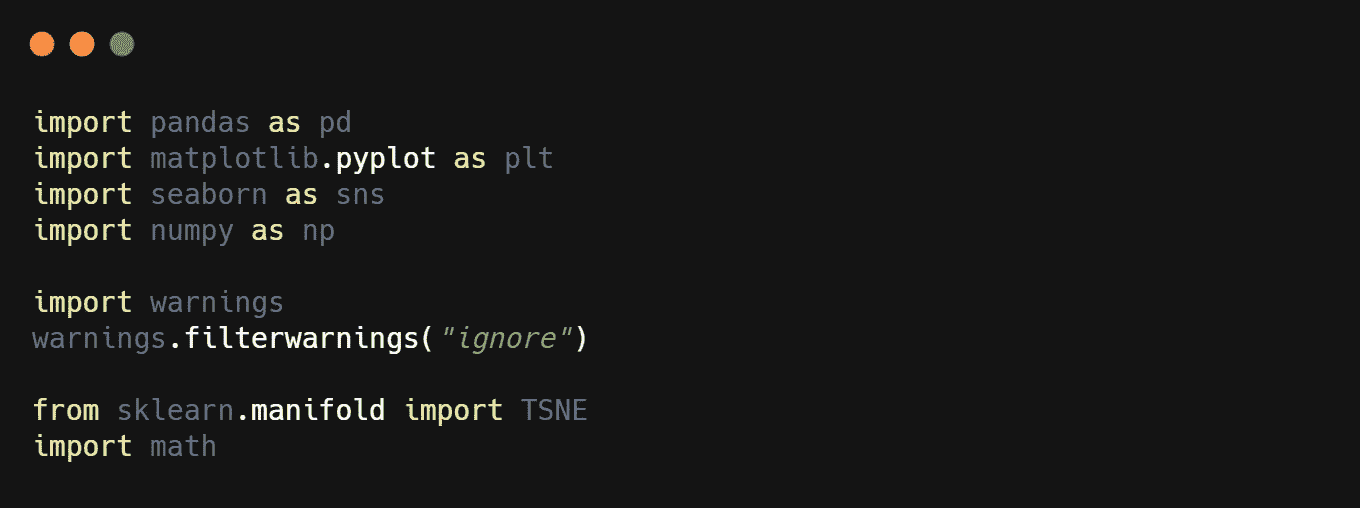 import pandas as pd
import matplotlib.pyplot as plt
import seaborn as sns
import numpy as np
import warnings
warnings.filterwarnings("ignore")
from sklearn.manifold import TSNE
import math